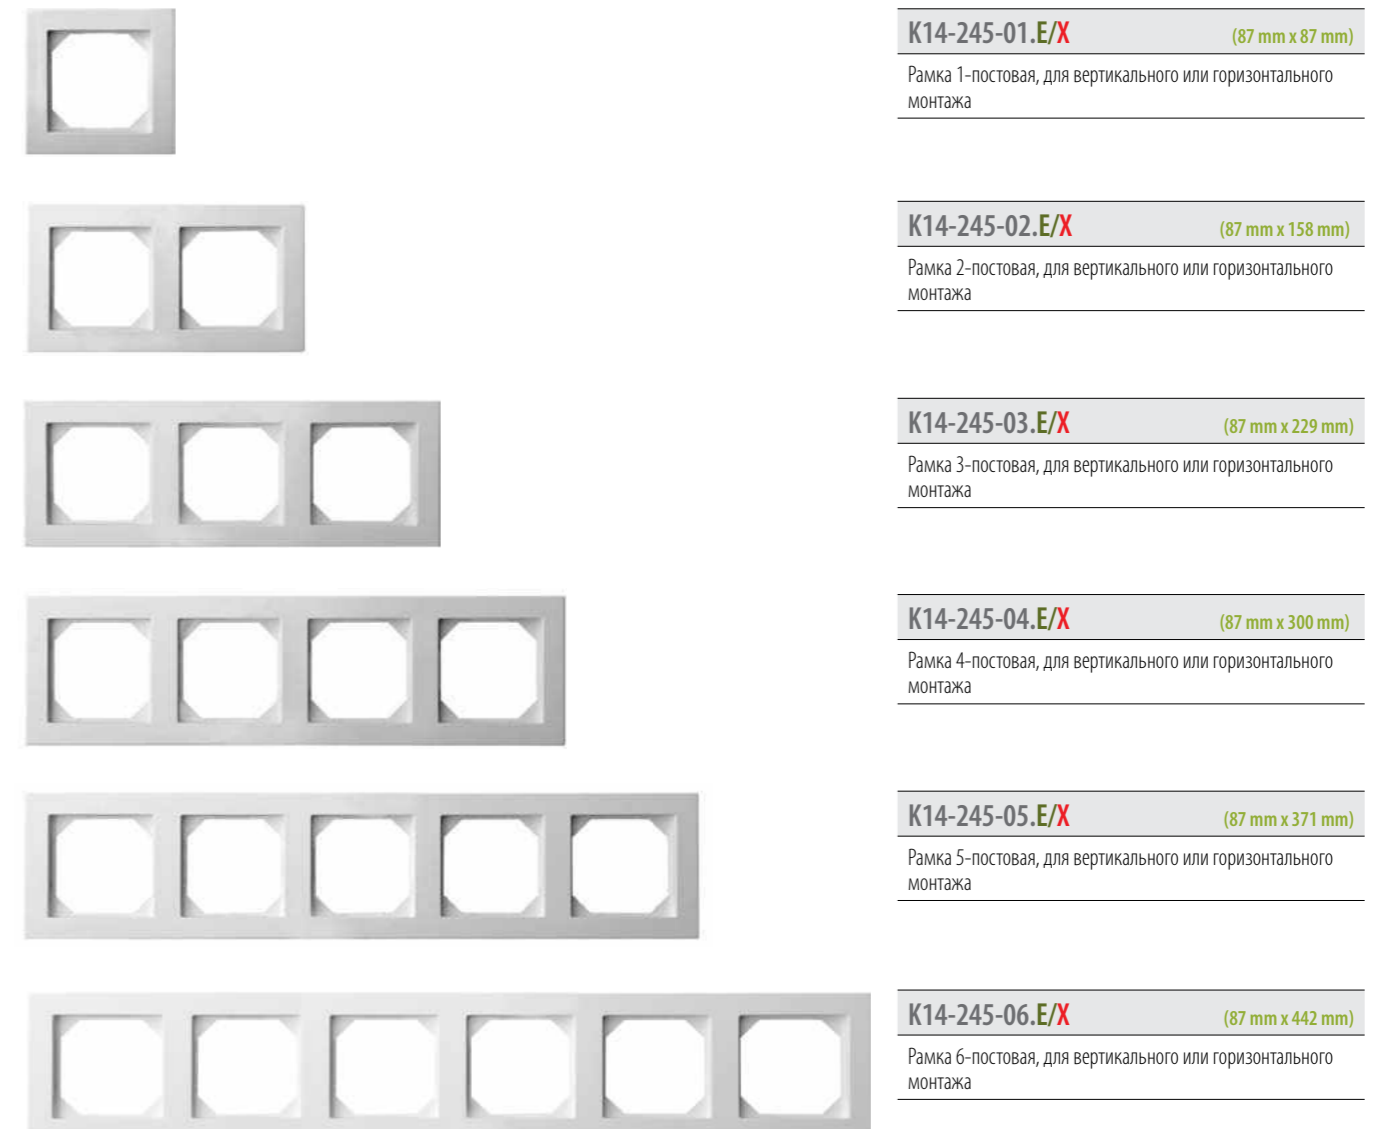 K14-245-01.E/X (87 mm x 87 mm)
Рамка 1-постовая, для вертикального или горизонтального
монтажа
K14-245-02.E/X (87 mm x 158 mm)
Рамка 2-постовая, для вертикального или горизонтального
монтажа
K14-245-03.E/X (87 mm x 229 mm)
Рамка 3-постовая, для вертикального или горизонтального
монтажа
K14-245-04.E/X (87 mm x 300 mm)
Рамка 4-постовая, для вертикального или горизонтального
монтажа
K14-245-05.E/X (87 mm x 371 mm)
Рамка 5-постовая, для вертикального или горизонтального
монтажа
K14-245-06.E/X (87 mm x 442 mm)
Рамка 6-постовая, для вертикального или горизонтального
монтажа